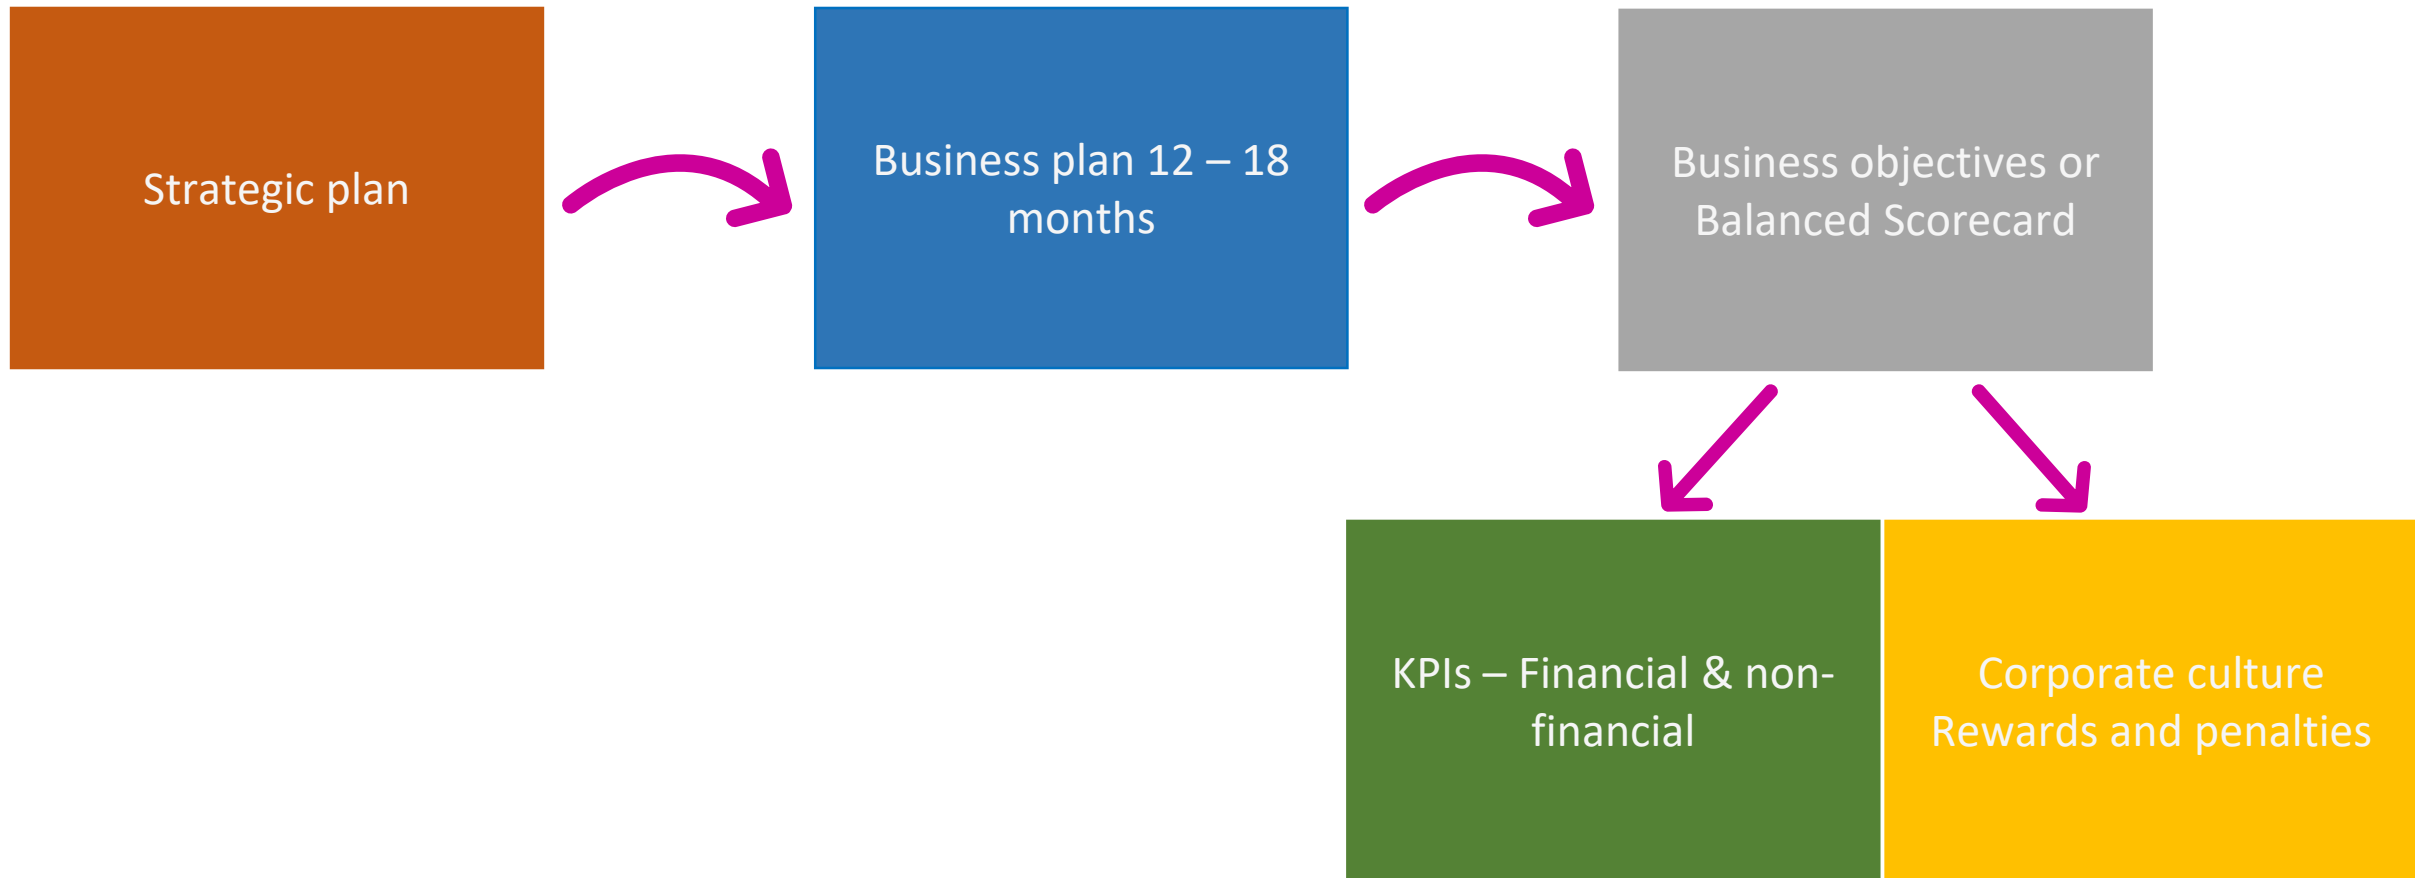 Strategic plan
Business plan 12 – 18
months
Business objectives or
Balanced Scorecard
KPIs – Financial & non-
financial
Corporate culture
Rewards and penalties